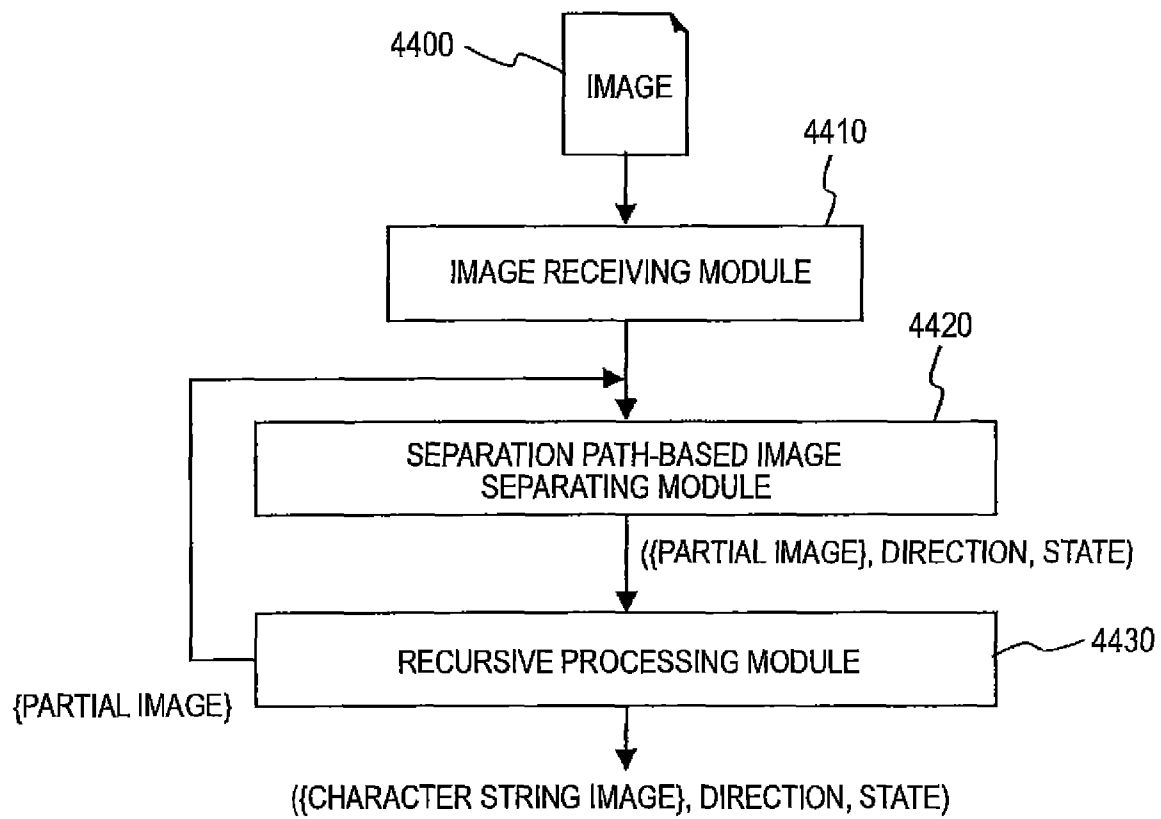 4400
IMAGE
4410
IMAGE RECEIVING MODULE
4420
SEPARATION PATH-BASED IMAGE
SEPARATING MODULE
({PARTIAL IMAGE}, DIRECTION, STATE)
4430
RECURSIVE PROCESSING MODULE
{PARTIAL IMAGE}
({CHARACTER STRING IMAGE}, DIRECTION, STATE)